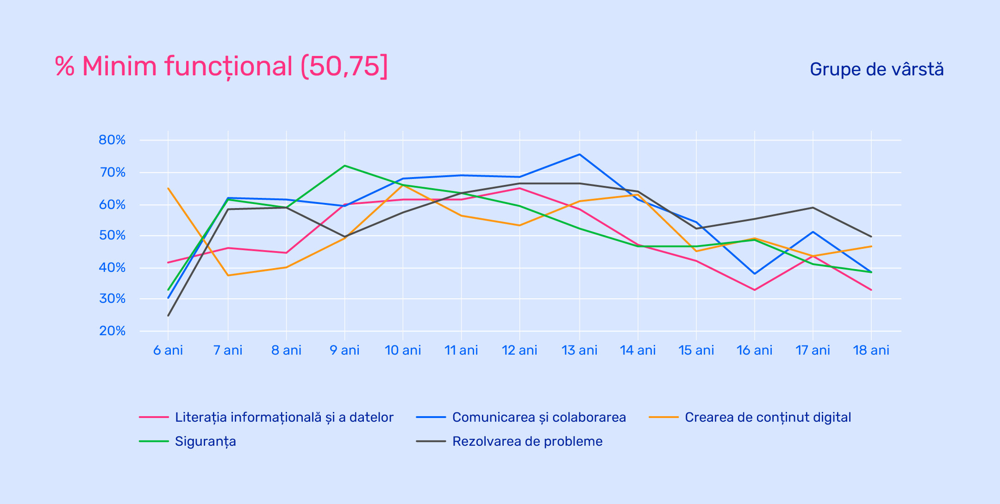 % Minim funcțional (50,75]
Grupe de vârstă
80%
70%
60%
50%
40%
30%
20%
6 ani 7 ani 8 ani 9 ani 10 ani 11 ani 12 ani 13 ani 14 ani 15 ani 16 ani 17 ani 18 ani
Literația informațională și a datelor Comunicarea și colaborarea Crearea de conținut digital
Siguranța Rezolvarea de probleme